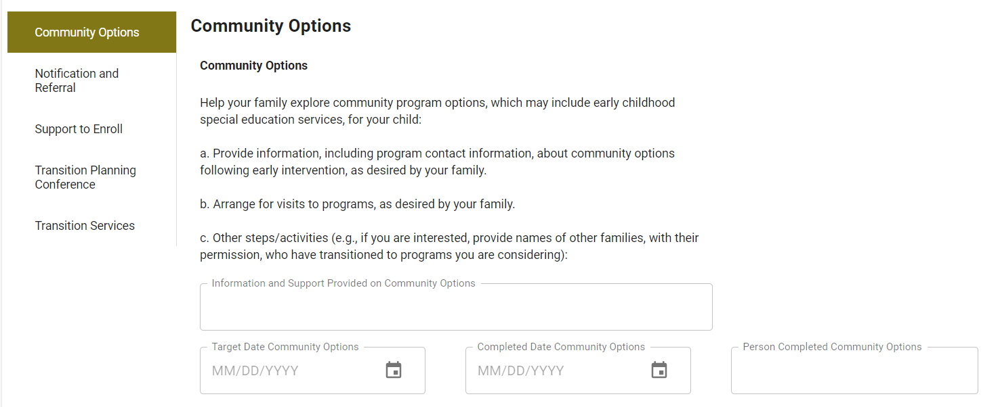 Community Options
Notification and
Referral
Support to Enroll
Transition Planning
Conference
Transition Services
Community Options
Community Options
Help your family explore community program options, which may include early childhood
special education services, for your child:
a. Provide information, including program contact information, about community options
following early intervention, as desired by your family.
b. Arrange for visits to programs, as desired by your family.
c. Other steps/activities (e.g., if you are interested, provide names of other families, with their
permission, who have transitioned to programs you are considering):
Information and Support Provided on Community Options
Target Date Community Options
MM/DD/YYYY
Completed Date Community Options
MM/DD/YYYY
Person Completed Community Options